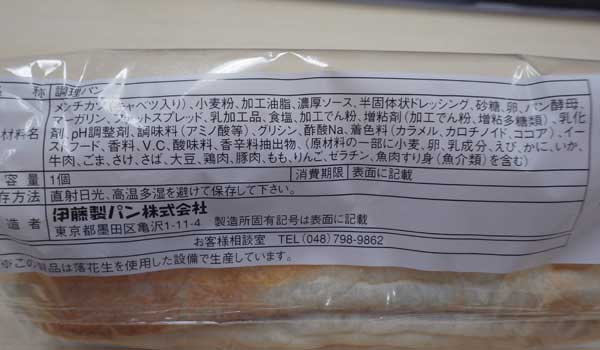 名 称 調理パン
メンチカツ(キャベツ入り)、小麦粉、加工油脂、濃厚ソース、半固体状ドレッシング、砂糖、卵、パン酵母、
マーガリン、ファットスプレッド、乳加工品、食塩、加工でん粉、増粘剤(加工でん粉、増粘多糖類)、乳化
材料名 剤、pH調整剤、調味料(アミノ酸等)、グリシン、酢酸Na、着色料(カラメル、カロチノイド、ココア)、イー
ストフード、香料、V.C、酸味料、香辛料抽出物、(原材料の一部に小麦、卵、乳成分、えび、かに、いか、
牛肉、ごま、さけ、さば、大豆、鶏肉、豚肉、もも、りんご、ゼラチン、魚肉すり身(魚介類)を含む)
容量 1個 消費期限 表面に記載
存方法 直射日光、高温多湿を避けて保存して下さい。
造者 伊藤製パン株式会社
東京都墨田区亀沢1-11-4 製造所固有記号は表面に記載
お客様相談室 TEL(048)798-9862
※この製品は落花生を使用した設備で生産しています。